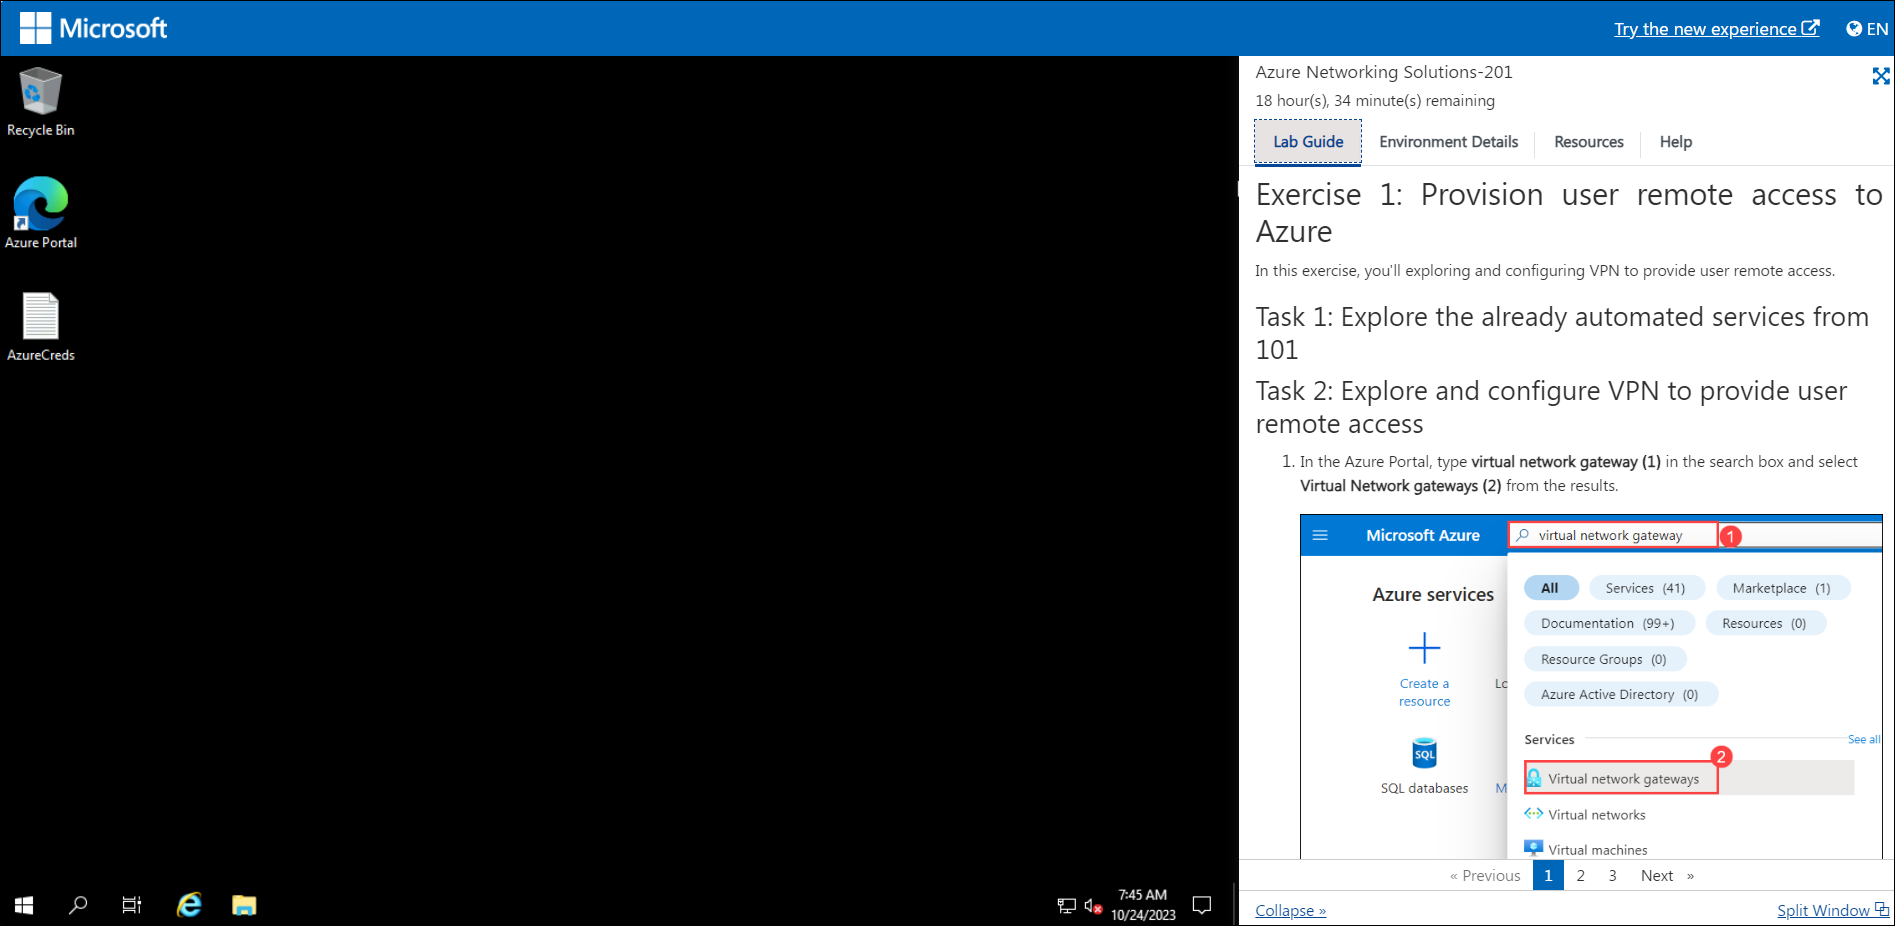 Microsoft
Try the new experience
EN
Recycle Bin
Azure Portal
AzureCreds
7:45 AM
10/24/2023
Azure Networking Solutions-201
18 hour(s), 34 minute(s) remaining
Lab Guide
Environment Details
Resources
Help
Exercise 1: Provision user remote access to
Azure
In this exercise, you'll exploring and configuring VPN to provide user remote access.
Task 1: Explore the already automated services from
101
Task 2: Explore and configure VPN to provide user
remote access
1. In the Azure Portal, type virtual network gateway (1) in the search box and select
Virtual Network gateways (2) from the results.
Microsoft Azure
virtual network gateway
1
Azure services
Create a
resource
Lo
SQL
SQL databases
M
All
Services (41)
Marketplace (1)
Documentation (99+)
Resources (0)
Resource Groups (0)
Azure Active Directory (0)
Services
See all
2
Virtual network gateways
Virtual networks
Virtual machines
« Previous
1
2
3
Next »
Collapse »
Split Window